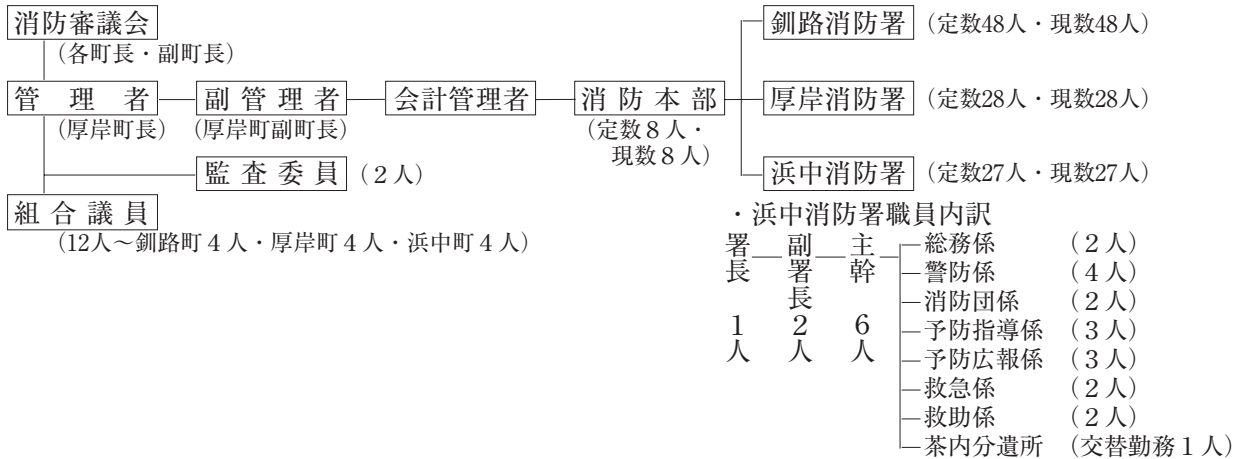 消防審議会
(各町長・副町長)
管理者
(厚岸町長)
副管理者
(厚岸町副町長)
会計管理者
消防本部
(定数8人・
現数8人)
釧路消防署 (定数48人・現数48人)
厚岸消防署 (定数28人・現数28人)
浜中消防署 (定数27人・現数27人)
監査委員 (2人)
組合議員
(12人～釧路町4人・厚岸町4人・浜中町4人)
・浜中消防署職員内訳
署長 1人
副署長 2人
主幹 6人
総務係 (2人)
警防係 (4人)
消防団係 (2人)
予防指導係 (3人)
予防広報係 (3人)
救急係 (2人)
救助係 (2人)
茶内分遣所 (交替勤務1人)